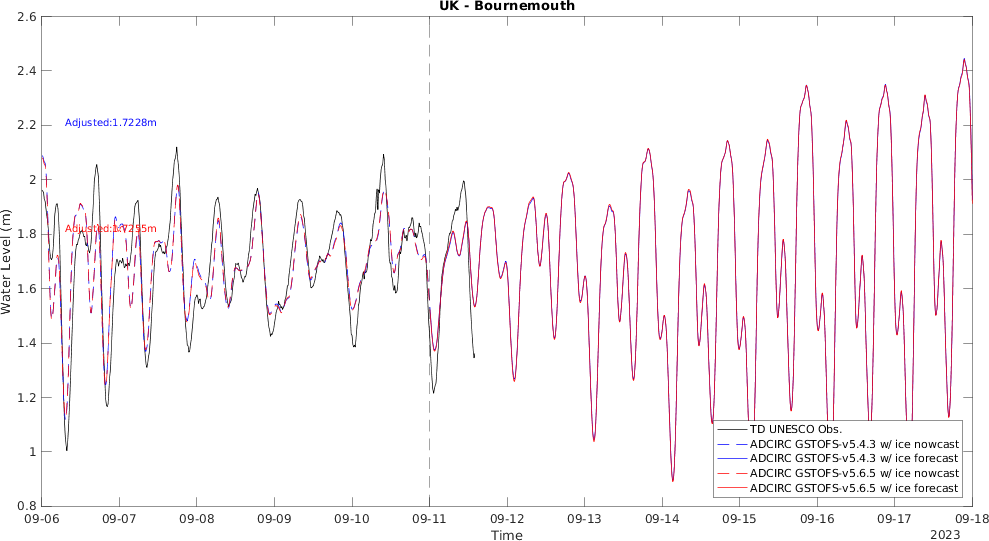 UK - Bournemouth
2.6
2.4
2.2
2
1.8
1.6
1.4
1.2
1
0.8
Water Level (m)
Adjusted:1.7228m
Adjusted:1.7255m
TD UNESCO Obs.
ADCIRC GSTOFS-v5.4.3 w/ ice nowcast
ADCIRC GSTOFS-v5.4.3 w/ ice forecast
ADCIRC GSTOFS-v5.6.5 w/ ice nowcast
ADCIRC GSTOFS-v5.6.5 w/ ice forecast
09-06 09-07 09-08 09-09 09-10 09-11 09-12 09-13 09-14 09-15 09-16 09-17 09-18
Time
2023